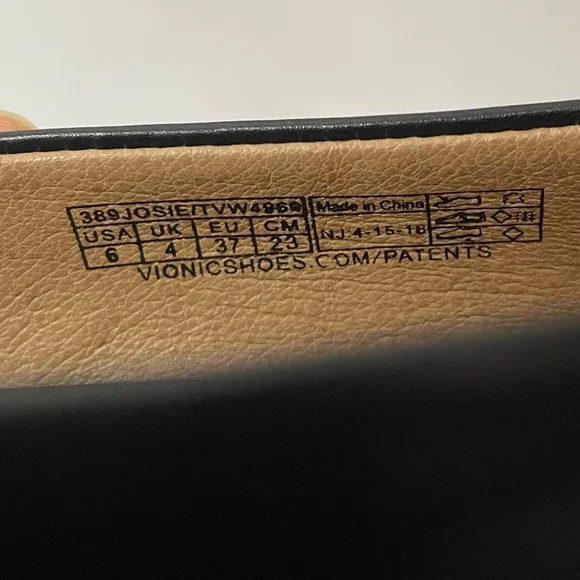 389JOSIE/TVW4969 Made in China
USA UK EU CM
6 4 37 23 NJ 4-15-18
VIONICSHOES.COM/PATENTS